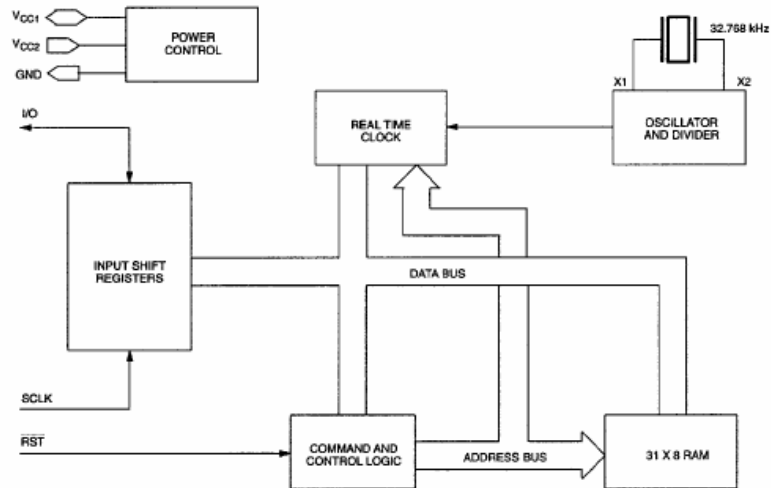 VCC1
VCC2
GND
POWER
CONTROL
32.768 kHz
X1
X2
OSCILLATOR
AND DIVIDER
I/O
REAL TIME
CLOCK
INPUT SHIFT
REGISTERS
DATA BUS
SCLK
RST
COMMAND AND
CONTROL LOGIC
ADDRESS BUS
31 X 8 RAM